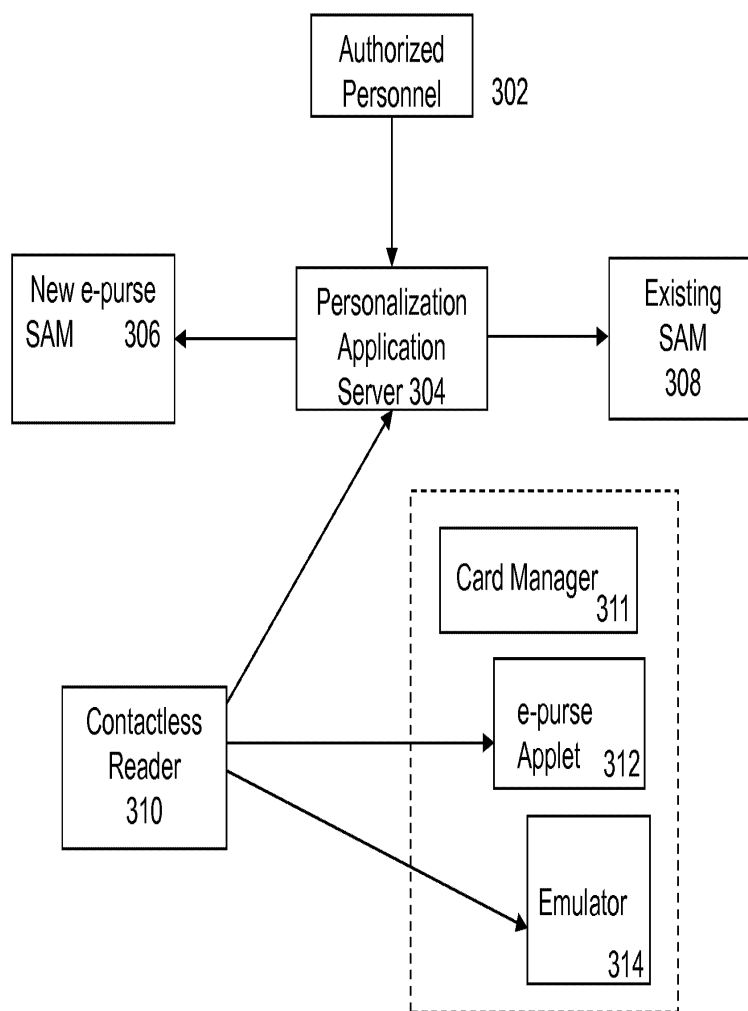 Authorized
Personnel
302
New e-purse
SAM 306
Personalization
Application
Server 304
Existing
SAM
308
Card Manager
311
Contactless
Reader
310
e-purse
Applet
312
Emulator
314